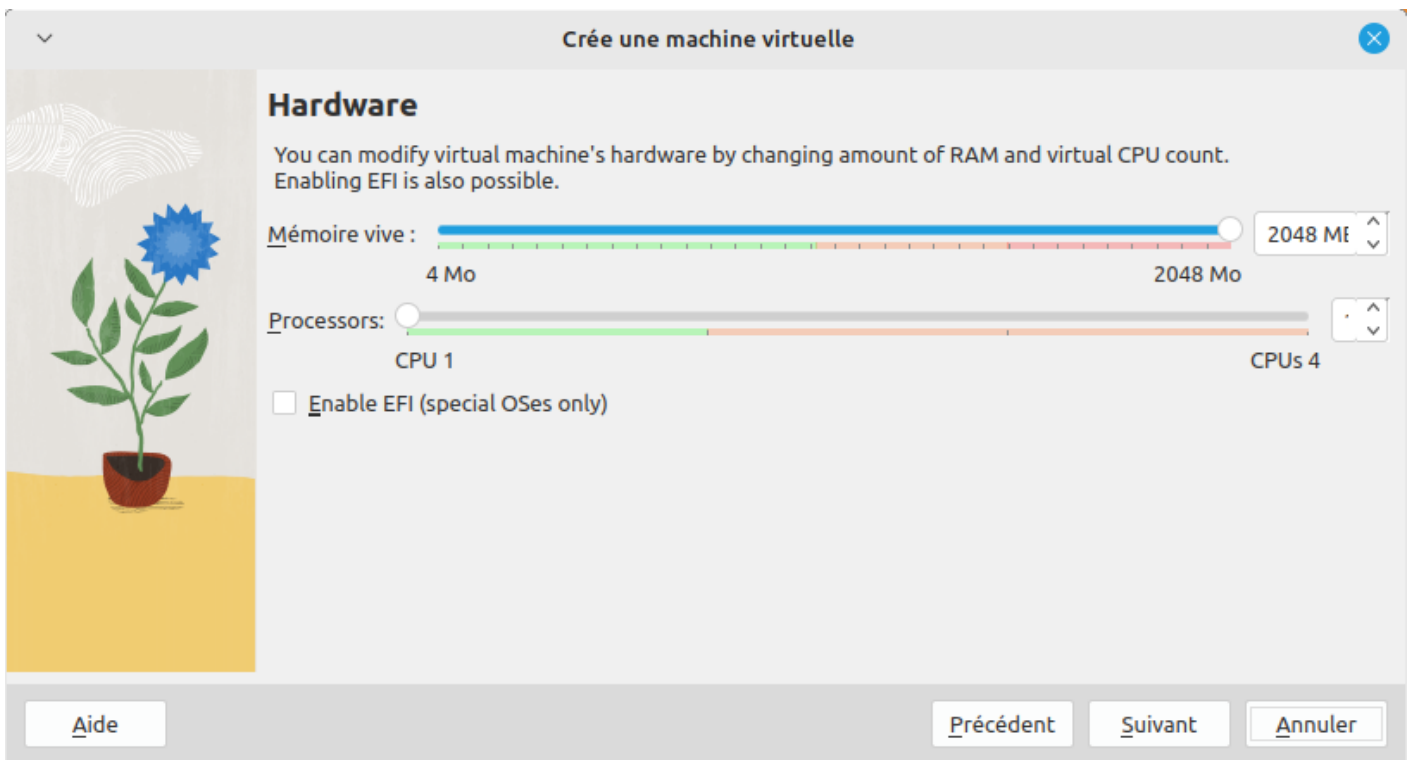 Crée une machine virtuelle
Hardware
You can modify virtual machine's hardware by changing amount of RAM and virtual CPU count.
Enabling EFI is also possible.
Mémoire vive :
2048 
4 Mo
2048 Mo
Processors:
CPU 1
CPUs 4
Enable EFI (special OSes only)
Aide
Précédent
Suivant
Annuler